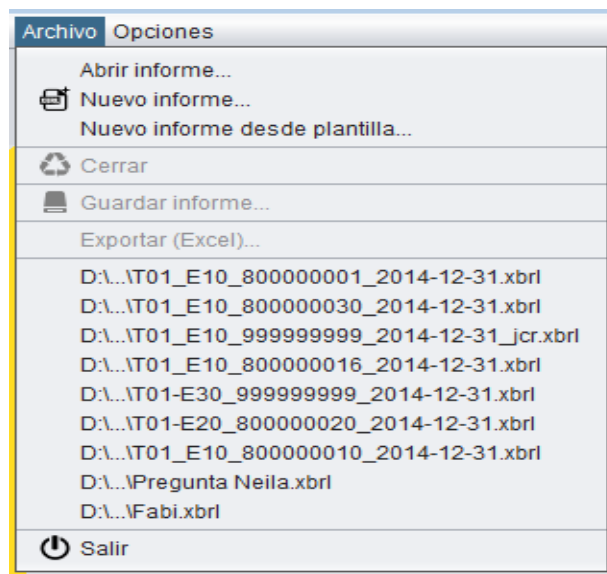 Archivo Opciones
Abrir informe...
Nuevo informe...
Nuevo informe desde plantilla...
Cerrar
Guardar informe...
Exportar (Excel)...
D:\...\T01_E10_800000001_2014-12-31.xbrl
D:\...\T01_E10_800000030_2014-12-31.xbrl
D:\...\T01_E10_999999999_2014-12-31_jcr.xbrl
D:\...\T01_E10_800000016_2014-12-31.xbrl
D:\...\T01-E30_999999999_2014-12-31.xbrl
D:\...\T01-E20_800000020_2014-12-31.xbrl
D:\...\T01_E10_800000010_2014-12-31.xbrl
D:\...\Pregunta Neila.xbrl
D:\...\Fabi.xbrl
Salir